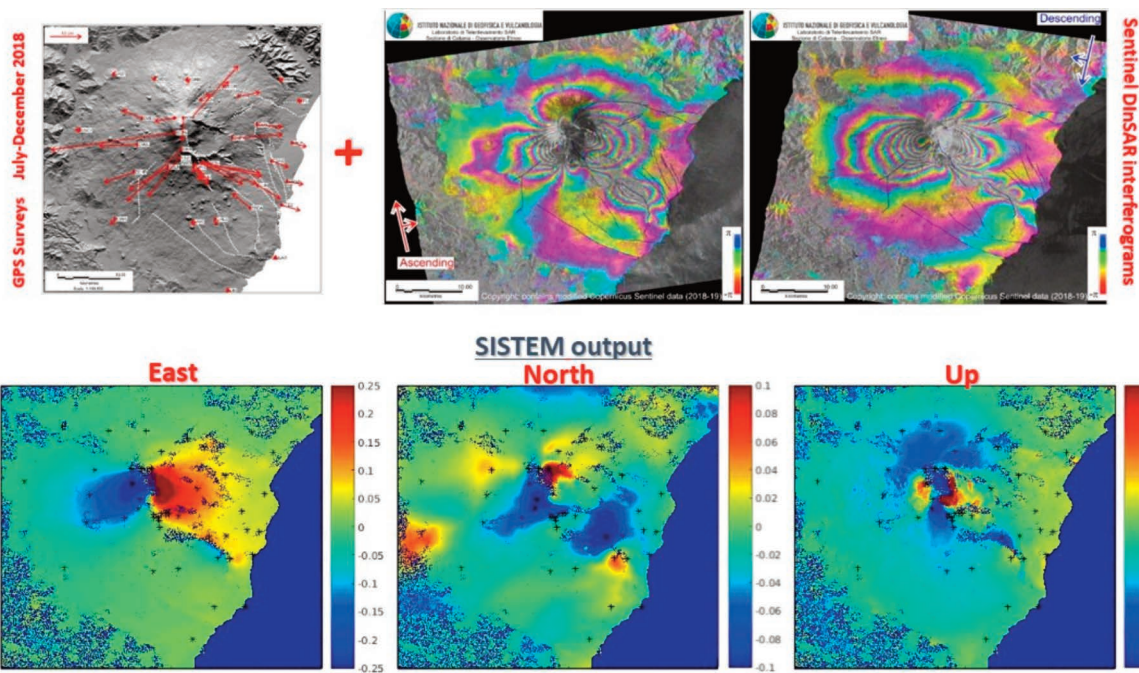 GPS Surveys July-December 2018
+
ISTITUTO NAZIONALE DI GEOFISICA E VULCANOLOGIA
Laboratorio di Telerilevamento SAR
Sezione di Catania - Osservatorio Etneo
Ascending
10.00
kilometers
Copyright: contains modified Copernicus Sentinel data (2018-19)
ISTITUTO NAZIONALE DI GEOFISICA E VULCANOLOGIA
Laboratorio di Telerilevamento SAR
Sezione di Catania - Osservatorio Etneo
Descending
kilometers
Copyright: contains modified Copernicus Sentinel data (2018-19)
Sentinel DInSAR interferograms
SISTEM output
East
0.25
0.2
0.15
0.1
0.05
0
-0.05
-0.1
-0.15
-0.2
-0.25
North
0.1
0.08
0.06
0.04
0.02
0
-0.02
-0.04
-0.06
-0.08
-0.1
Up